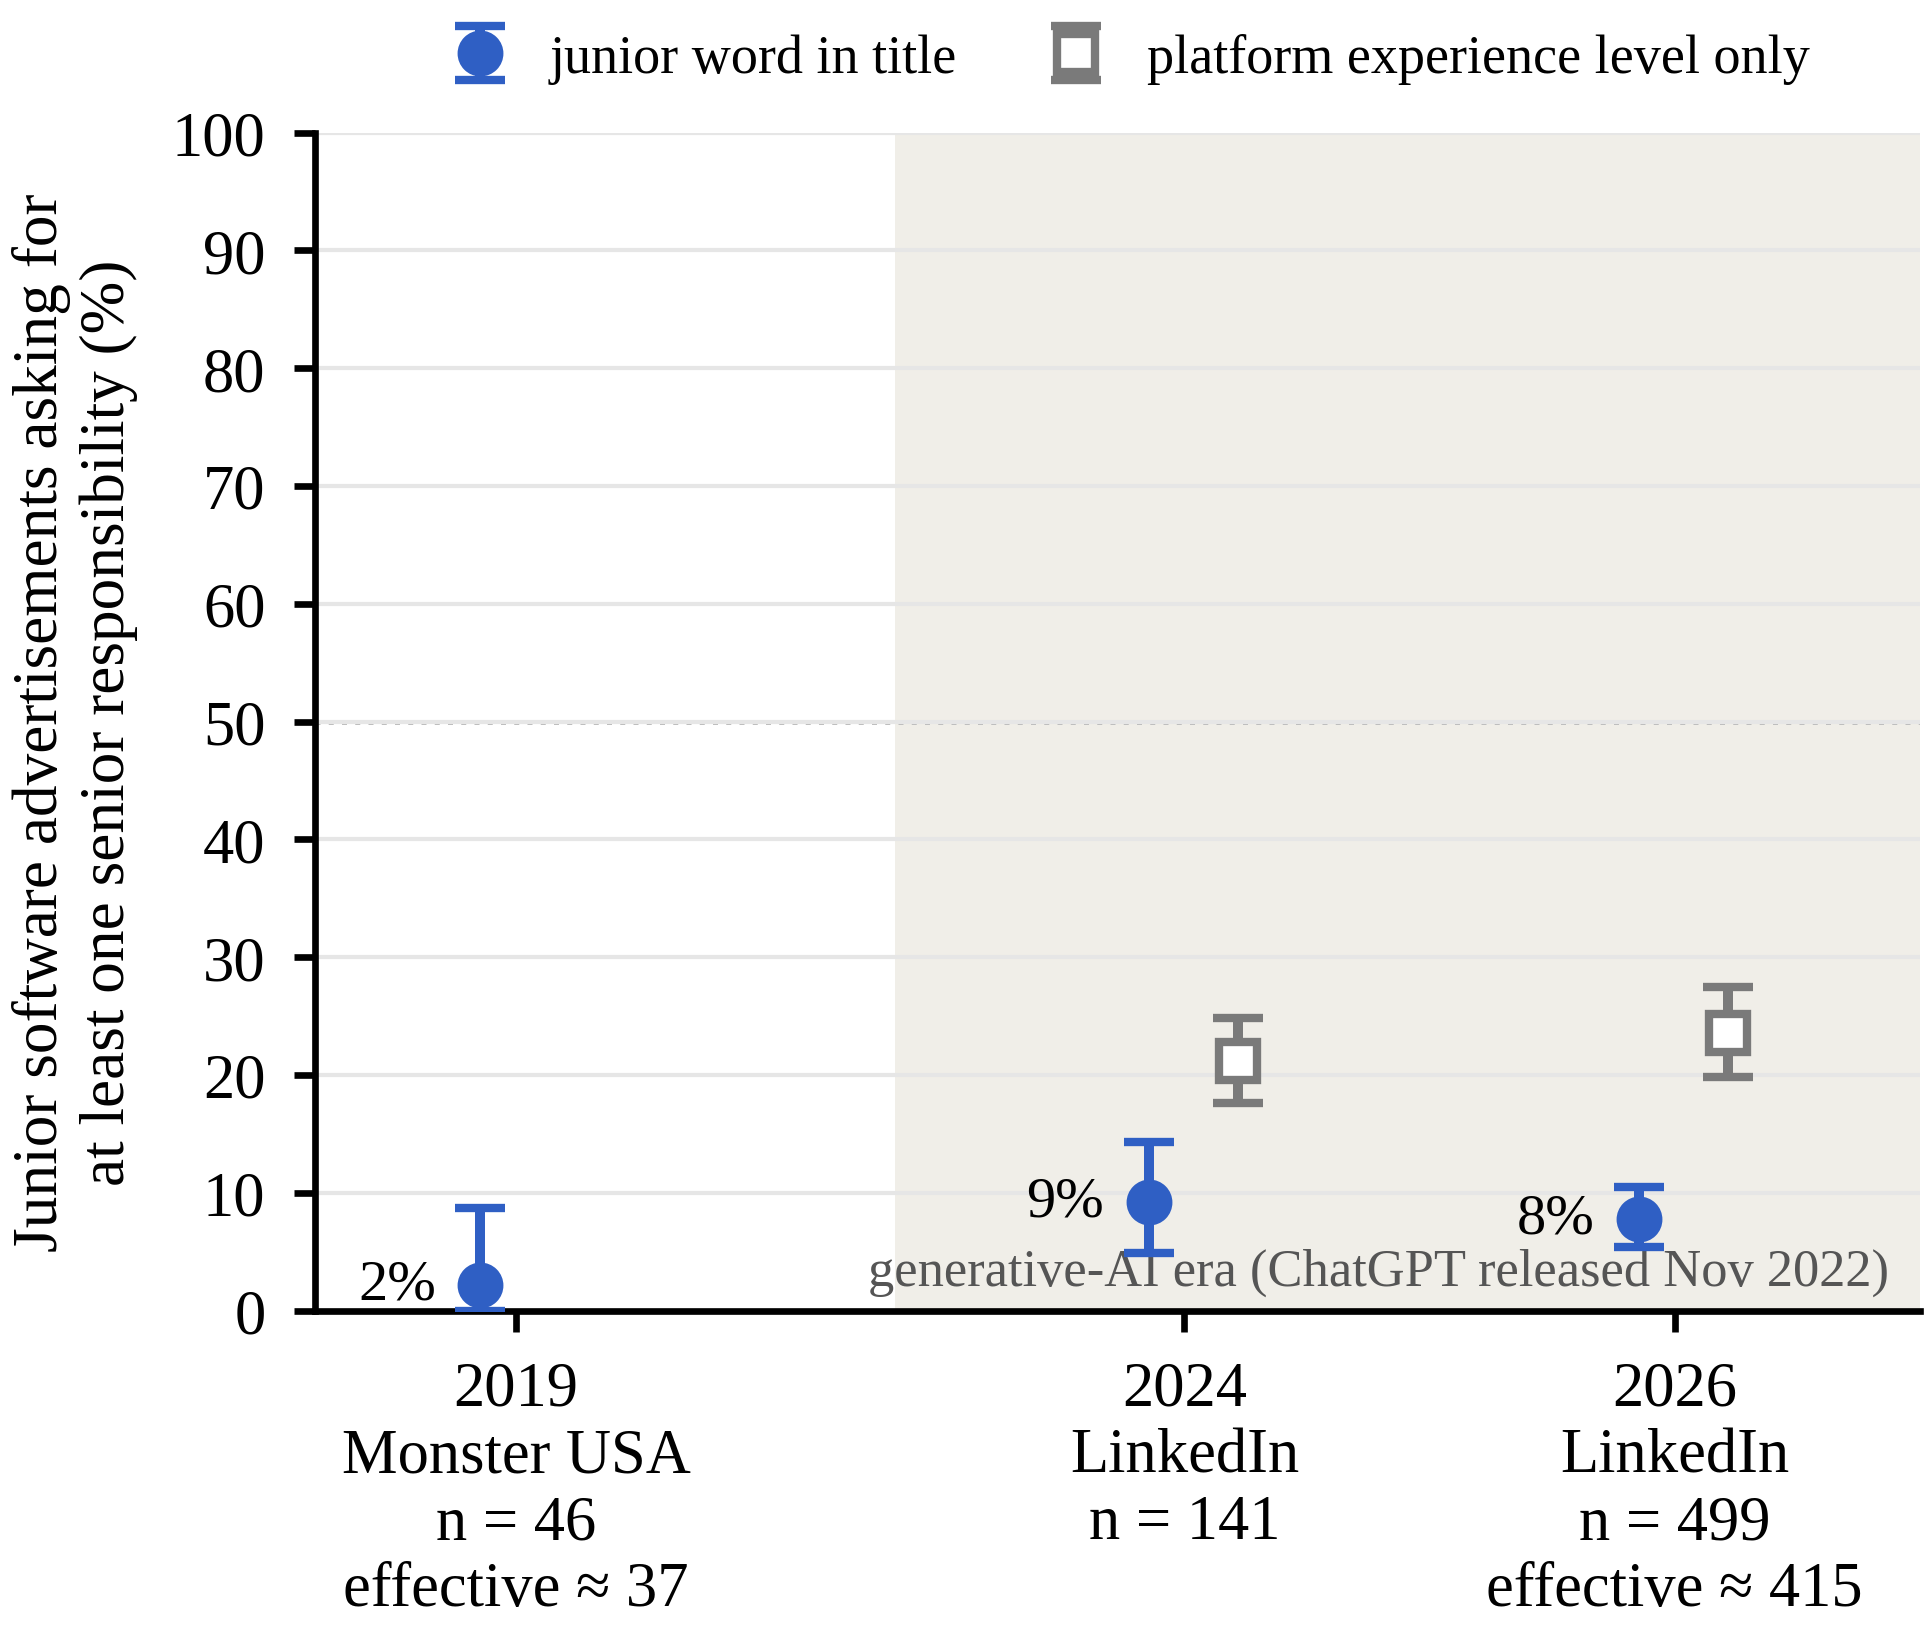 junior word in title
platform experience level only
Junior software advertisements asking for
at least one senior responsibility (%)
100
90
80
70
60
50
40
30
20
10
0
2%
9%
8%
generative-AI era (ChatGPT released Nov 2022)
2019
Monster USA
n = 46
effective ≈ 37
2024
LinkedIn
n = 141
2026
LinkedIn
n = 499
effective ≈ 415